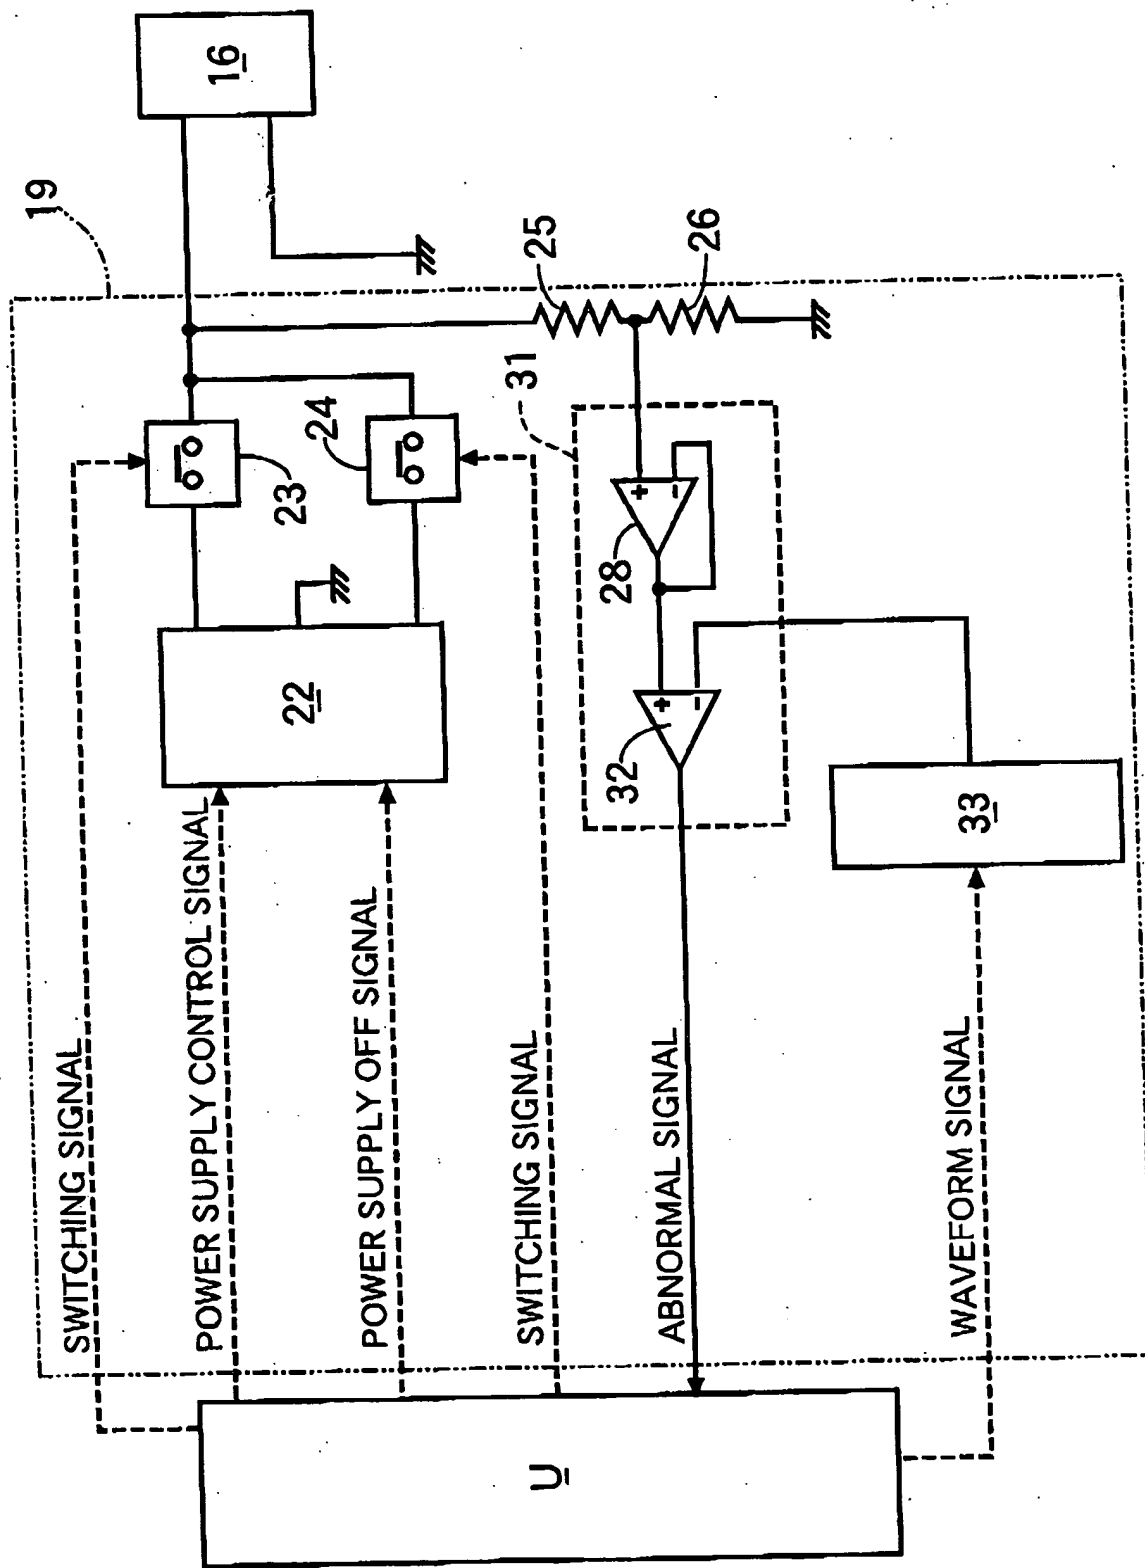 19
16
SWITCHING SIGNAL
23
POWER SUPPLY CONTROL SIGNAL
22
24
POWER SUPPLY OFF SIGNAL
SWITCHING SIGNAL
25
26
31
+
−
28
+
−
32
ABNORMAL SIGNAL
33
WAVEFORM SIGNAL
U